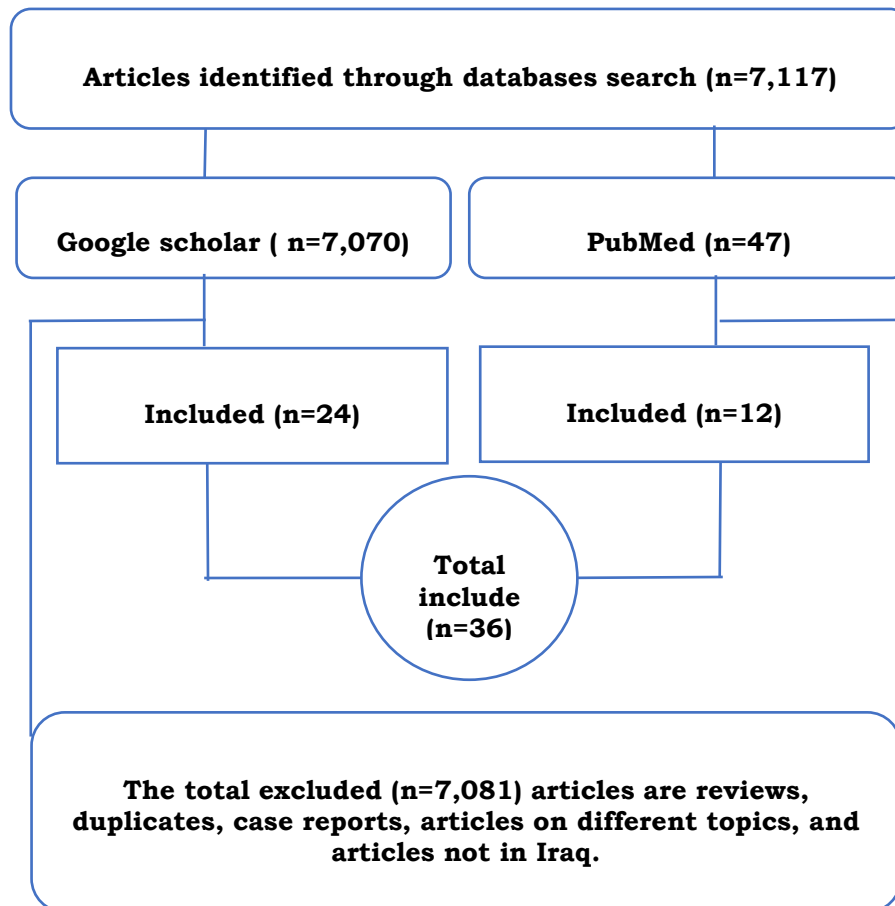 Articles identified through databases search (n=7,117)
Google scholar ( n=7,070)
PubMed (n=47)
Included (n=24)
Included (n=12)
Total
include
(n=36)
The total excluded (n=7,081) articles are reviews,
duplicates, case reports, articles on different topics, and
articles not in Iraq.